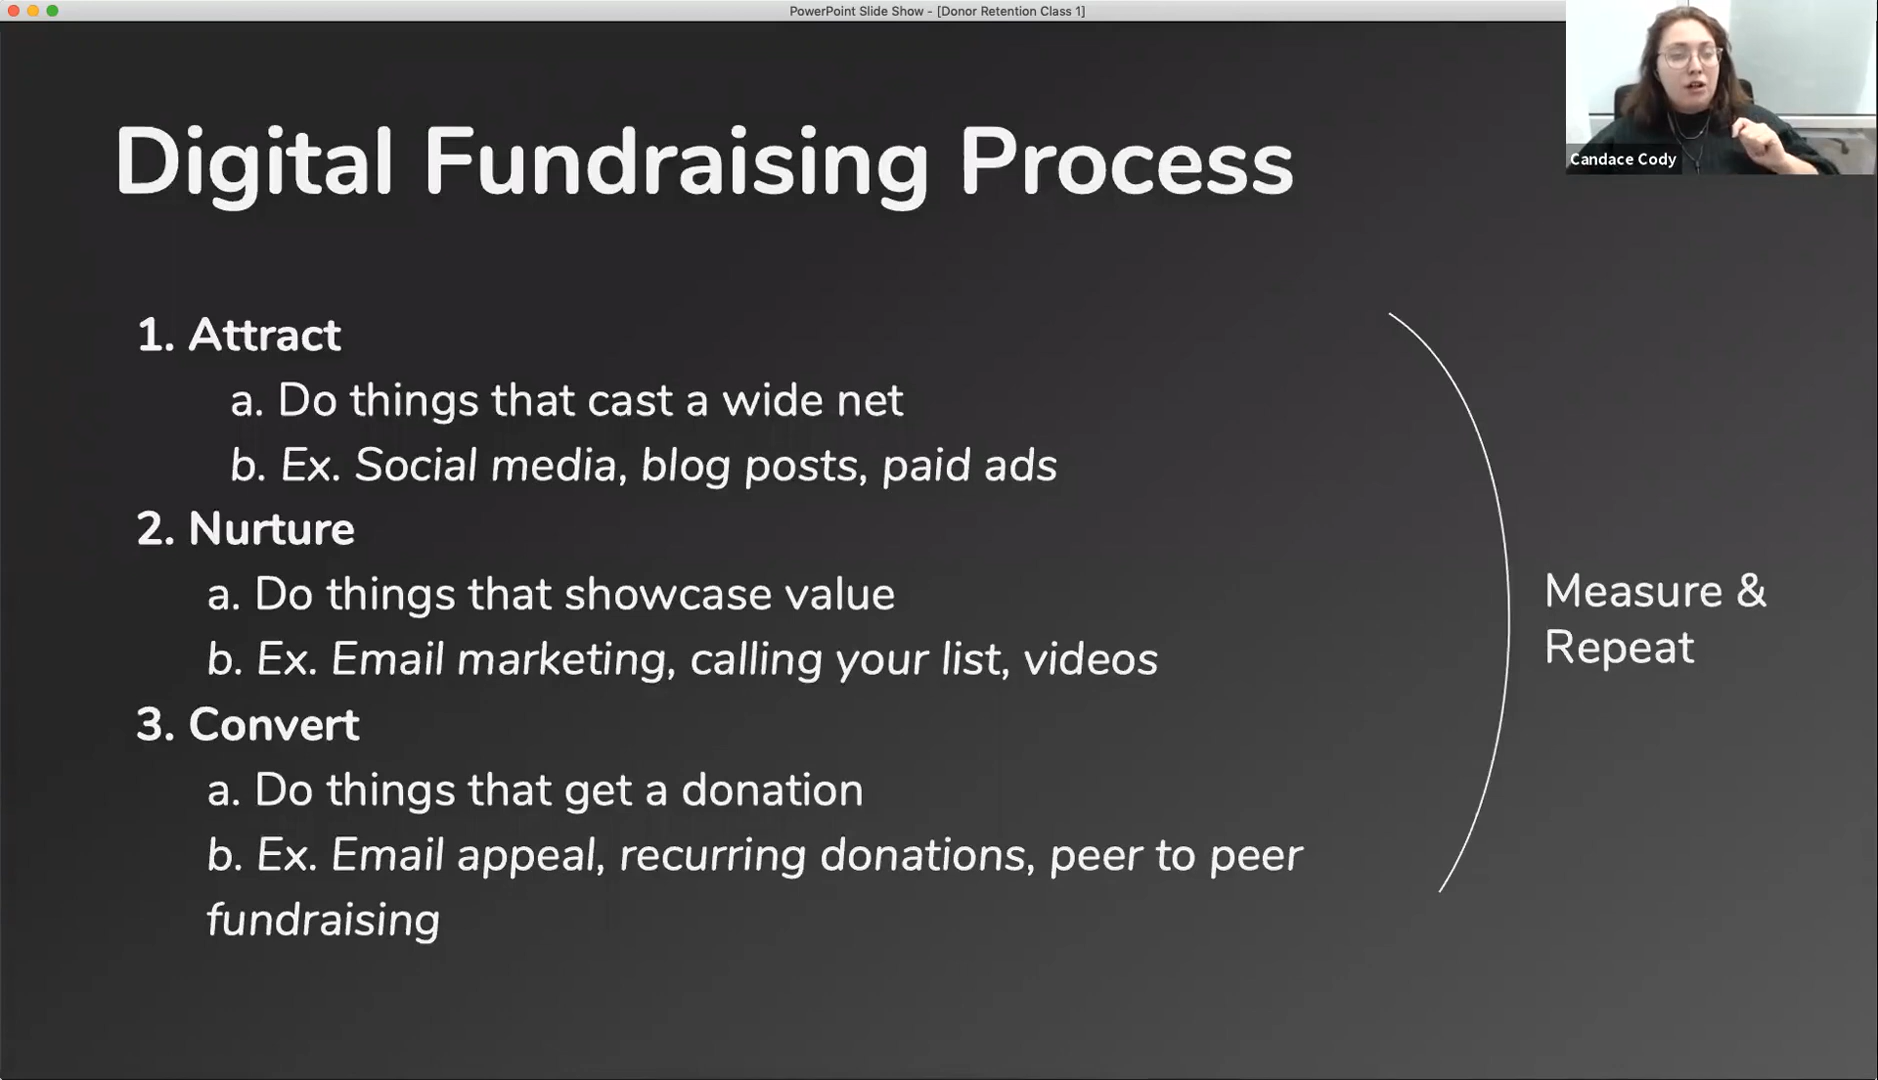 PowerPoint Slide Show - [Donor Retention Class 1]
Candace Cody
Digital Fundraising Process
1. Attract
a. Do things that cast a wide net
b. Ex. Social media, blog posts, paid ads
2. Nurture
a. Do things that showcase value
b. Ex. Email marketing, calling your list, videos
3. Convert
a. Do things that get a donation
b. Ex. Email appeal, recurring donations, peer to peer
fundraising
Measure &
Repeat